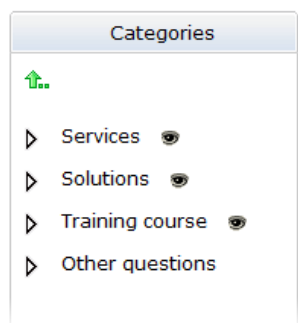 Categories
Services
Solutions
Training course
Other questions